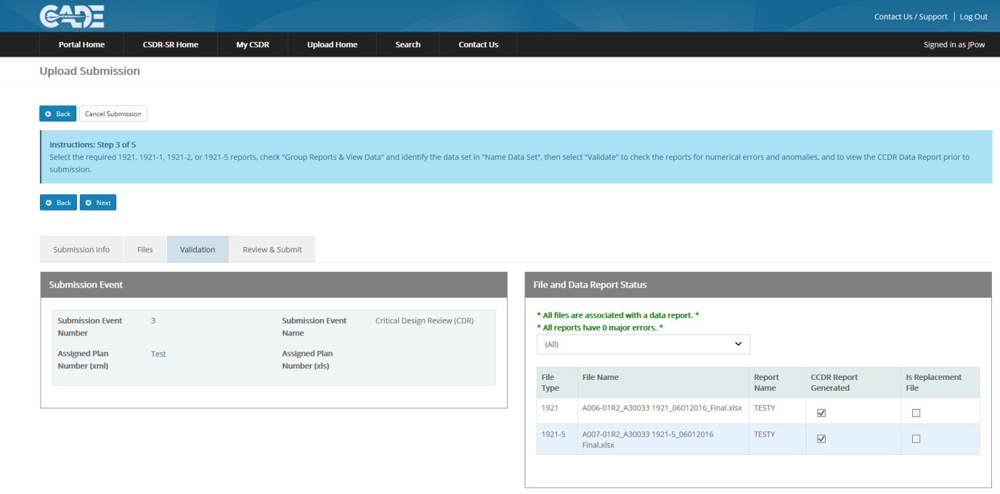 CADE
Contact Us / Support | Log Out
Portal Home CSDR-SR Home My CSDR Upload Home Search Contact Us Signed in as JPow
Upload Submission
Back Cancel Submission
Instructions: Step 3 of 5
Select the required 1921, 1921-1, 1921-2, or 1921-5 reports, check "Group Reports & View Data" and identify the data set in "Name Data Set", then select "Validate" to check the reports for numerical errors and anomalies, and to view the CCDR Data Report prior to
submission.
Back Next
Submission Info Files Validation Review & Submit
Submission Event
Submission Event 3 Submission Event Critical Design Review (CDR)
Number Name
Assigned Plan Test Assigned Plan
Number (xml) Number (xls)
File and Data Report Status
* All files are associated with a data report. *
* All reports have 0 major errors. *
(All)
File File Name Report CCDR Report Is Replacement
Type Name Generated File
1921 A006-01R2_A30033 1921_06012016_Final.xlsx TESTY
1921-5 A007-01R2_A30033 1921-5_06012016 TESTY
Final.xlsx